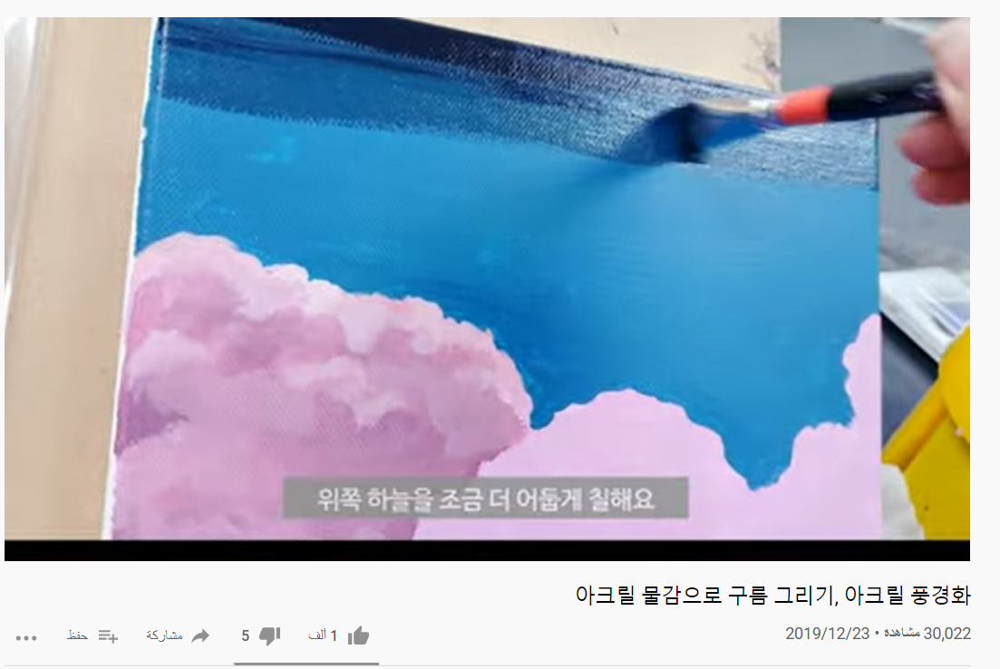 위쪽 하늘을 조금 더 어둡게 칠해요
아크릴 물감으로 구름 그리기, 아크릴 풍경화
30,022 مشاهدة • 2019/12/23
1 ألف
5
مشاركة
حفظ